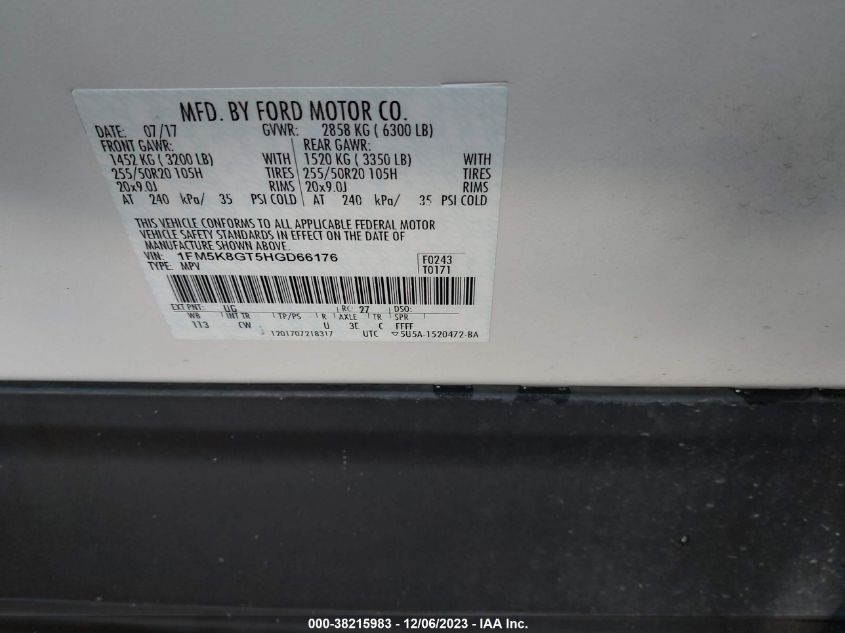 MFD. BY FORD MOTOR CO.
DATE: 07/17 GVWR: 2858 KG ( 6300 LB)
FRONT GAWR: REAR GAWR:
1452 KG ( 3200 LB) WITH 1520 KG ( 3350 LB) WITH
255/50R20 105H TIRES 255/50R20 105H TIRES
20x9.0J RIMS 20x9.0J RIMS
AT 240 kPa/ 35 PSI COLD AT 240 kPa/ 35 PSI COLD
THIS VEHICLE CONFORMS TO ALL APPLICABLE FEDERAL MOTOR
VEHICLE SAFETY STANDARDS IN EFFECT ON THE DATE OF
MANUFACTURE SHOWN ABOVE.
VIN: 1FM5K8GT5HGD66176 F0243
TYPE: MPV T0171
EXT PNT: UG RC: 27 DSO:
WB INT TR TP/PS R AXLE TR SPR
113 CW U 3E C FFFF
1201707218317 UTC 5U5A-1520472-BA
000-38215983 - 12/06/2023 - IAA Inc.